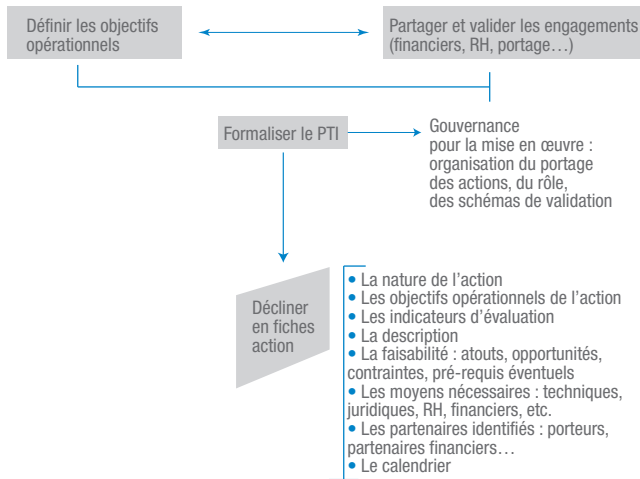 Définir les objectifs
opérationnels
Partager et valider les engagements
(financiers, RH, portage…)
Formaliser le PTI
Gouvernance
pour la mise en œuvre :
organisation du portage
des actions, du rôle,
des schémas de validation
Décliner
en fiches
action
• La nature de l’action
• Les objectifs opérationnels de l’action
• Les indicateurs d’évaluation
• La description
• La faisabilité : atouts, opportunités,
contraintes, pré-requis éventuels
• Les moyens nécessaires : techniques,
juridiques, RH, financiers, etc.
• Les partenaires identifiés : porteurs,
partenaires financiers…
• Le calendrier